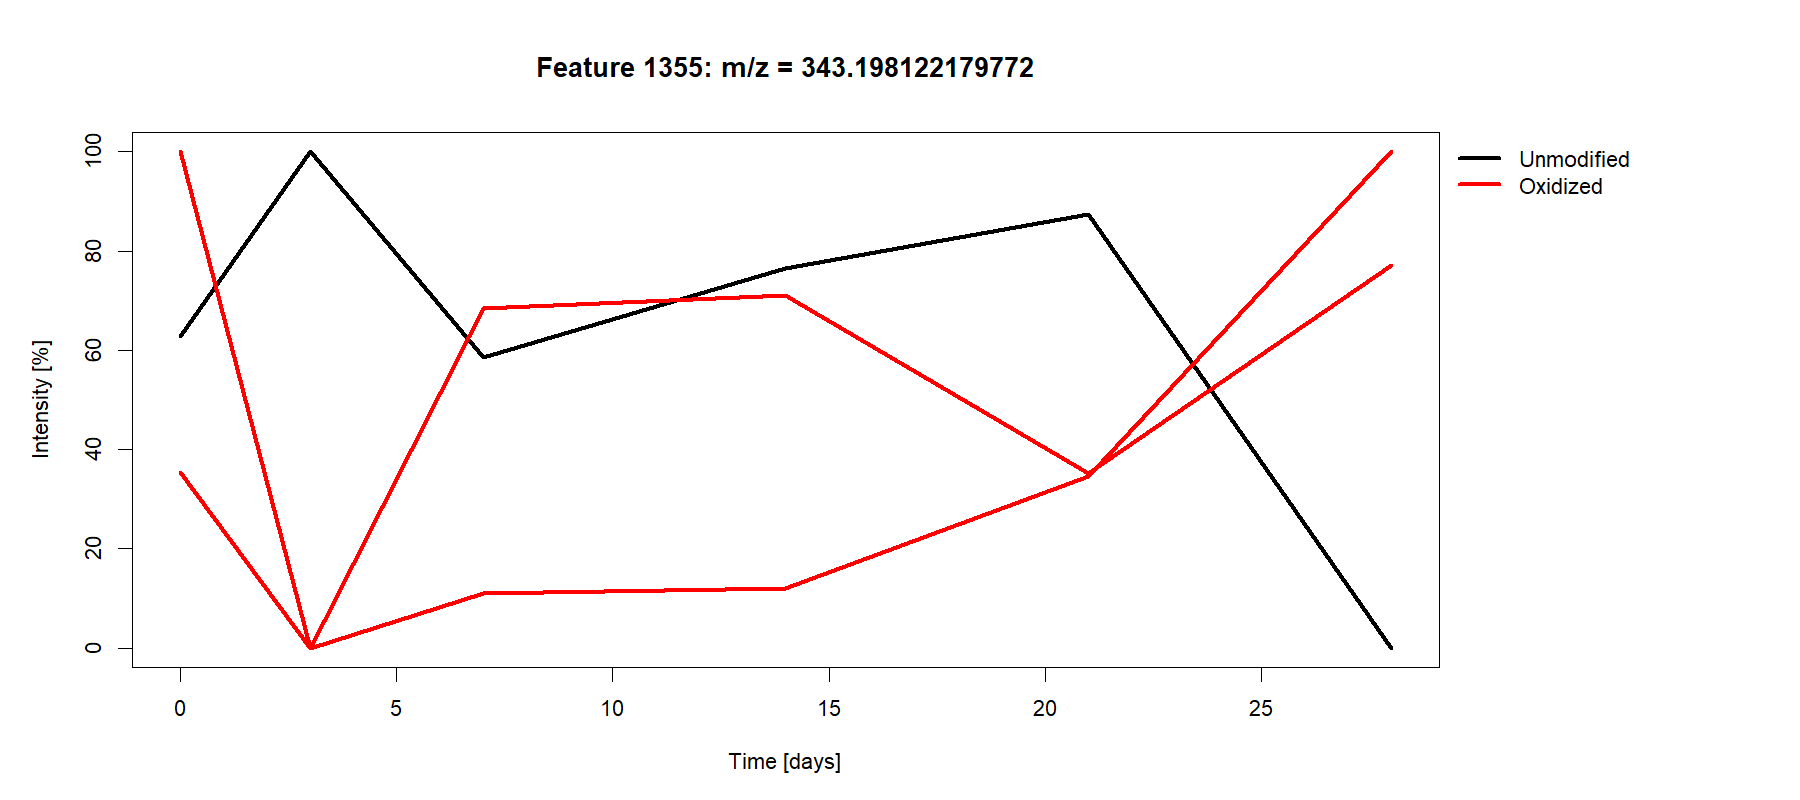 Feature 1355: m/z = 343.198122179772
Unmodified
Oxidized
Intensity [%]
100
80
60
40
20
0
0 5 10 15 20 25
Time [days]